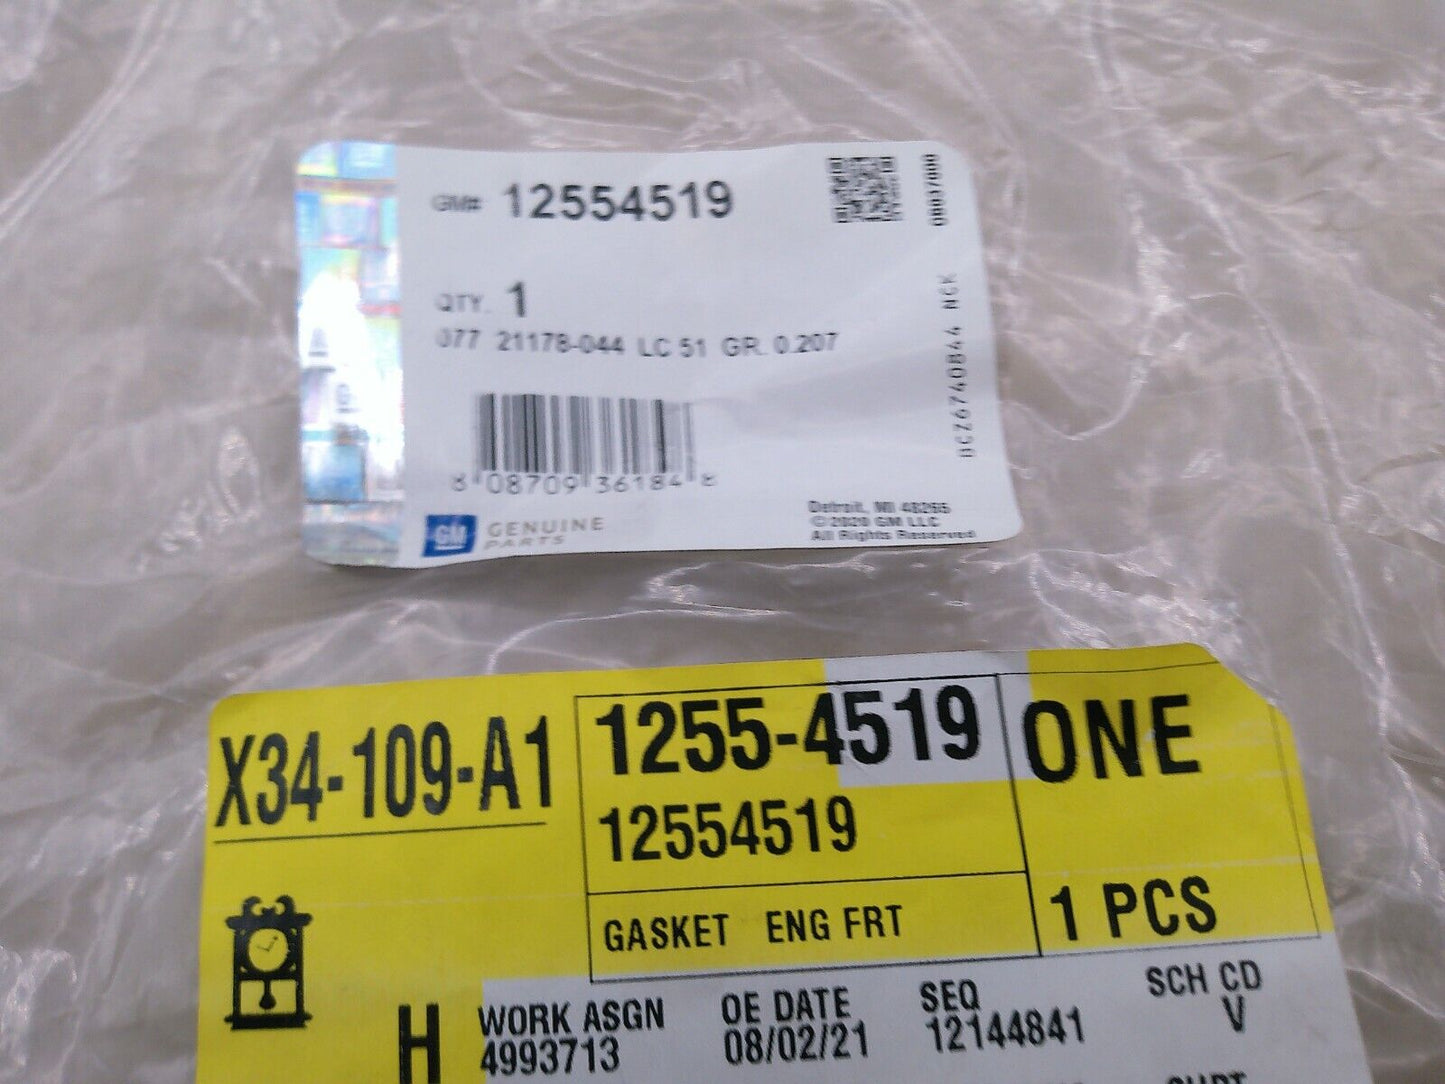 GM# 12554519
QTY. 1
077 21178-044 LC 51 GR. 0.207
8 08709 36184 8
GM GENUINE
PARTS
Detroit, MI 48265
© 2020 GM LLC
All Rights Reserved
X34-109-A1
1255-4519
12554519
ONE
GASKET ENG FRT
1 PCS
H
WORK ASGN
4993713
OE DATE
08/02/21
SEQ
12144841
SCH CD
V